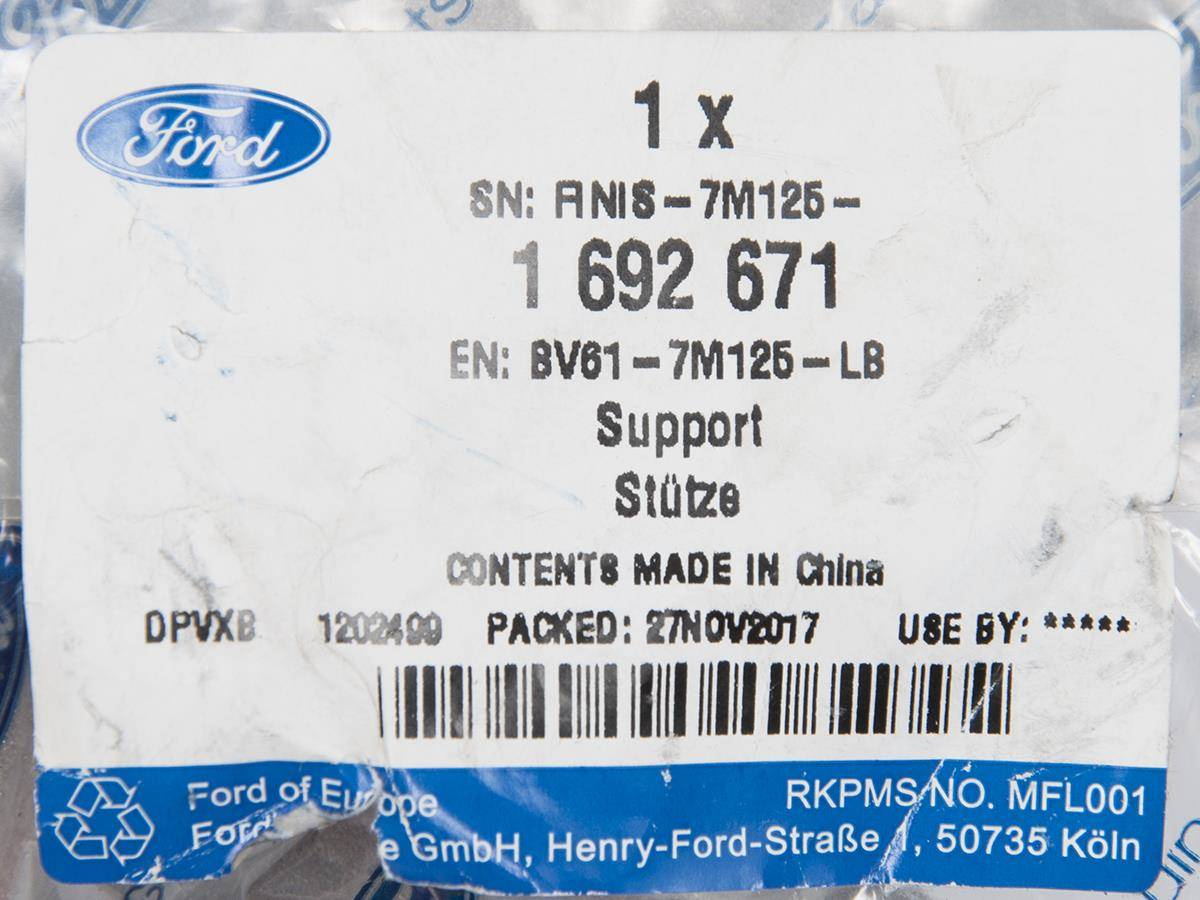 Ford
1 x
SN: FINIS-7M125-
1 692 671
EN: BV61-7M125-LB
Support
Stütze
CONTENTS MADE IN China
DPVXB 1202499 PACKED: 27NOV2017 USE BY: *****
Ford of Europe RKPMS NO. MFL001
GmbH, Henry-Ford-Straße 1, 50735 Köln